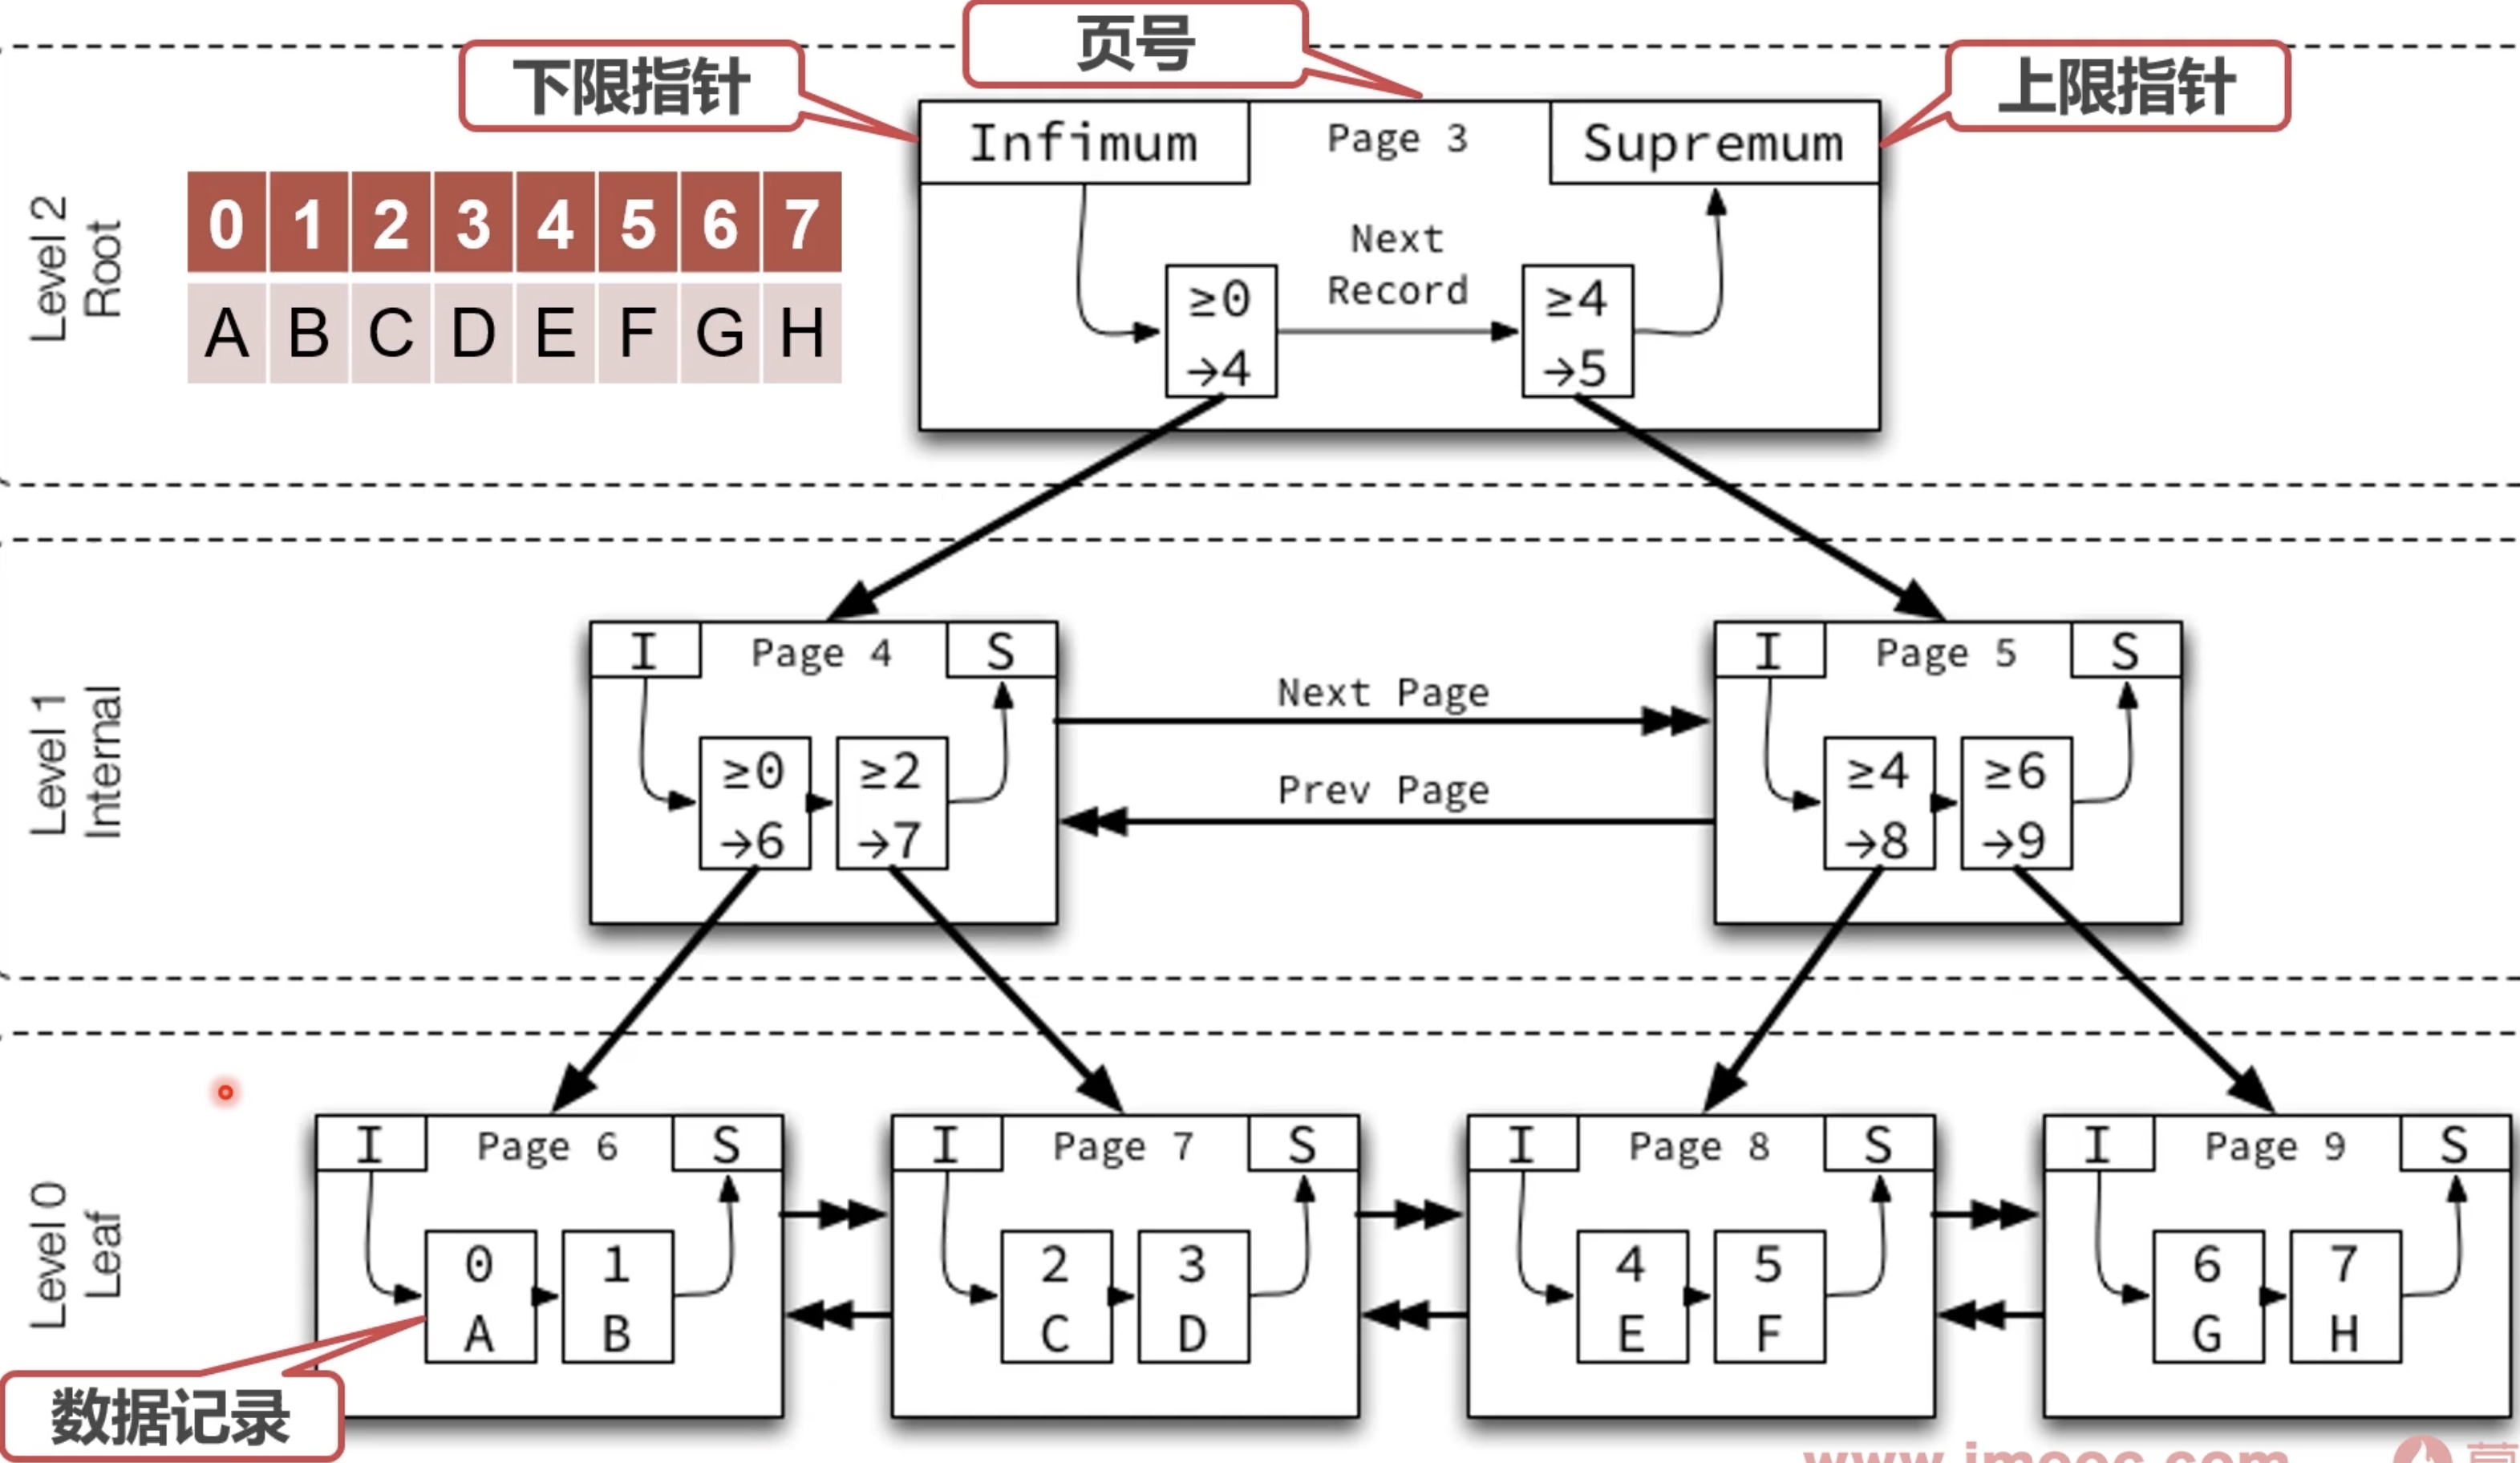 页号
下限指针
上限指针
Infimum
Page 3
Supremum
Level 2
Root
0 1 2 3 4 5 6 7
A B C D E F G H
Next
Record
≥0
→4
≥4
→5
Level 1
Internal
I
Page 4
S
≥0
→6
≥2
→7
Next Page
Prev Page
I
Page 5
S
≥4
→8
≥6
→9
Level 0
Leaf
I
Page 6
S
0
A
1
B
I
Page 7
S
2
C
3
D
I
Page 8
S
4
E
5
F
I
Page 9
S
6
G
7
H
数据记录
www.imooc.com